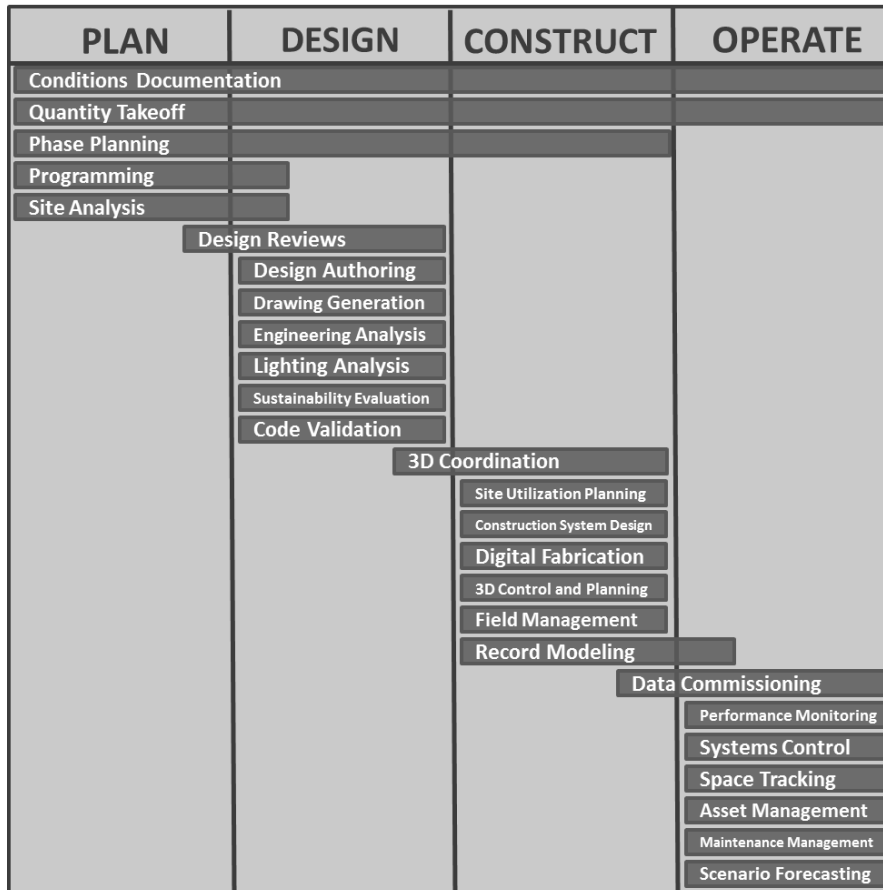 PLAN DESIGN CONSTRUCT OPERATE
Conditions Documentation
Quantity Takeoff
Phase Planning
Programming
Site Analysis
Design Reviews
Design Authoring
Drawing Generation
Engineering Analysis
Lighting Analysis
Sustainability Evaluation
Code Validation
3D Coordination
Site Utilization Planning
Construction System Design
Digital Fabrication
3D Control and Planning
Field Management
Record Modeling
Data Commissioning
Performance Monitoring
Systems Control
Space Tracking
Asset Management
Maintenance Management
Scenario Forecasting